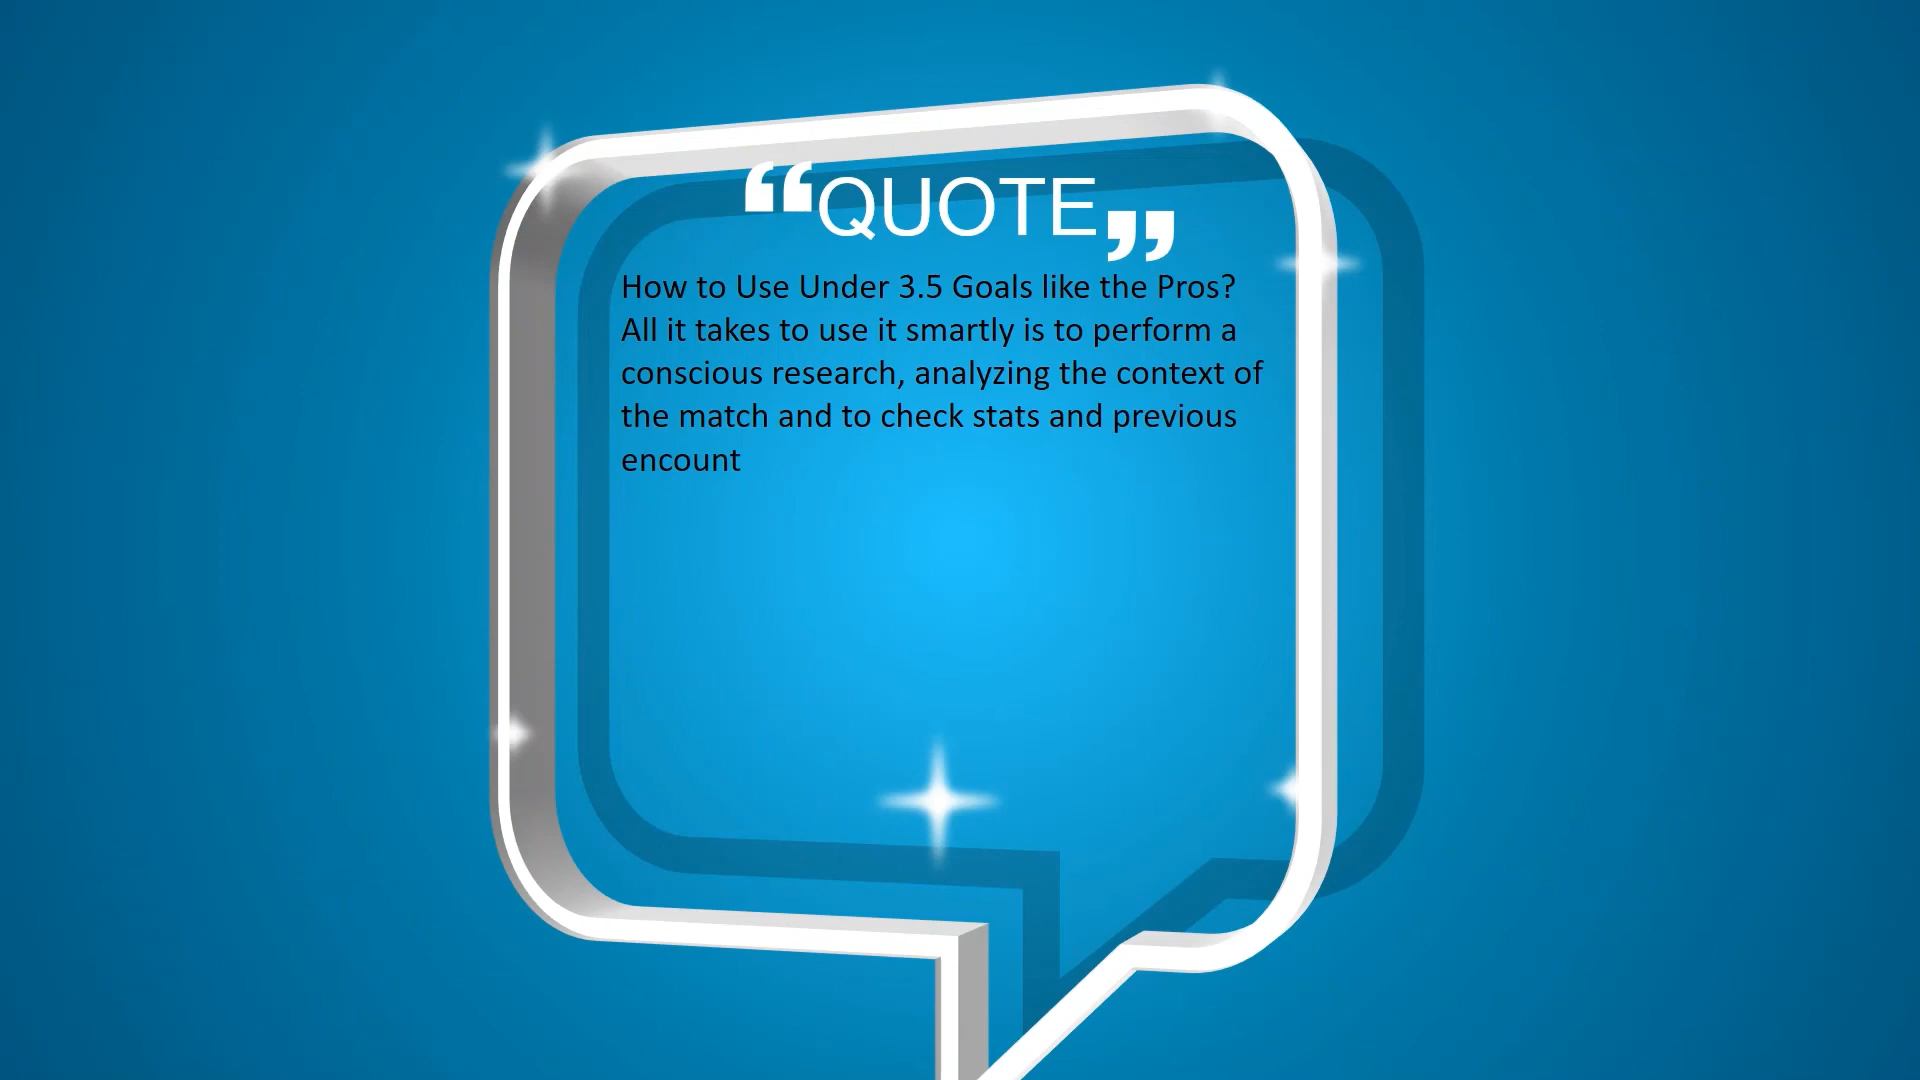 “QUOTE”
How to Use Under 3.5 Goals like the Pros?
All it takes to use it smartly is to perform a
conscious research, analyzing the context of
the match and to check stats and previous
encount